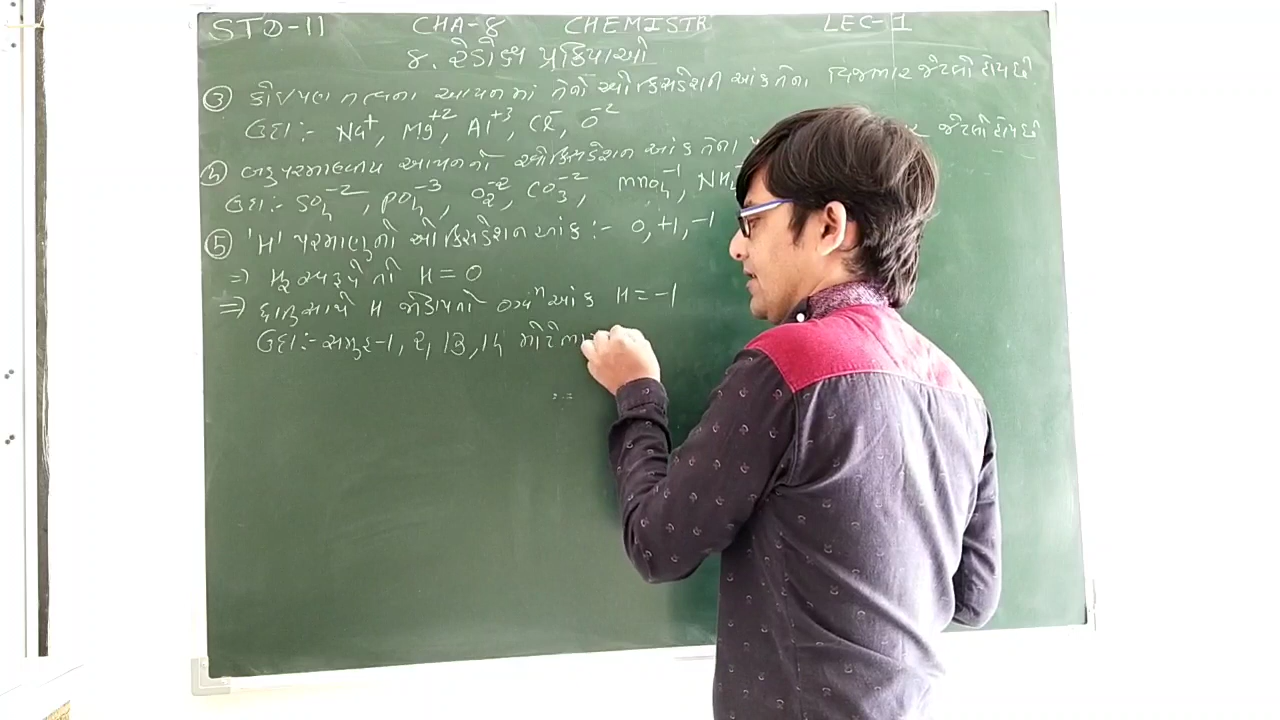 STD-11 CHA-8 CHEMISTR LEC-1
૮. રેડોક્ષ પ્રક્રિયાઓ
③ કોઈપણ તત્વના આયનમાં તેનો ઓક્સિડેશન આંક તેના વિજભાર જેટલો હોય છે
ઉદા:- Na⁺, Mg⁺², Al⁺³, Cl⁻, O⁻²
④ બહુપરમાણ્વીય આયનનો ઓક્સિડેશન આંક તેના જેટલો હોય છે
ઉદા:- SO₄⁻², PO₄⁻³, O₂⁻², CO₃⁻², MnO₄⁻¹, NH₄
⑤ 'H' પરમાણુનો ઓક્સિડેશન આંક :- 0, +1, -1
⇒ H₂ સ્વરૂપે તો H = 0
⇒ ધાતુ સાથે H જોડાય તો ઓક્સિⁿ આંક H = -1
ઉદા:- સમૂહ-1, 2, 13, 14 મોટેભા